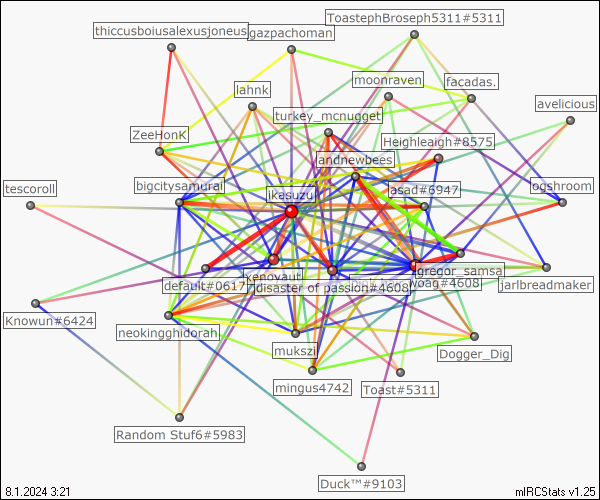 ToastephBroseph5311#5311
thiccusboiusalexusjoneus
gazpachoman
moonraven
facadas.
lahnk
avelicious
turkey_mcnugget
ZeeHonK
Heighleaigh#8575
andnewbees
tescoroll
bigcitysamurai
asad#6947
ogshroom
ikasuzu
kenovaut
gregor_samsa
default#0617
disaster of passion#4608
woag#4608
jarlbreadmaker
Knowun#6424
neokingghidorah
mukszi
Dogger_Dig
mingus4742
Toast#5311
Random Stuf6#5983
Duck™#9103
8.1.2024 3:21
mIRCStats v1.25